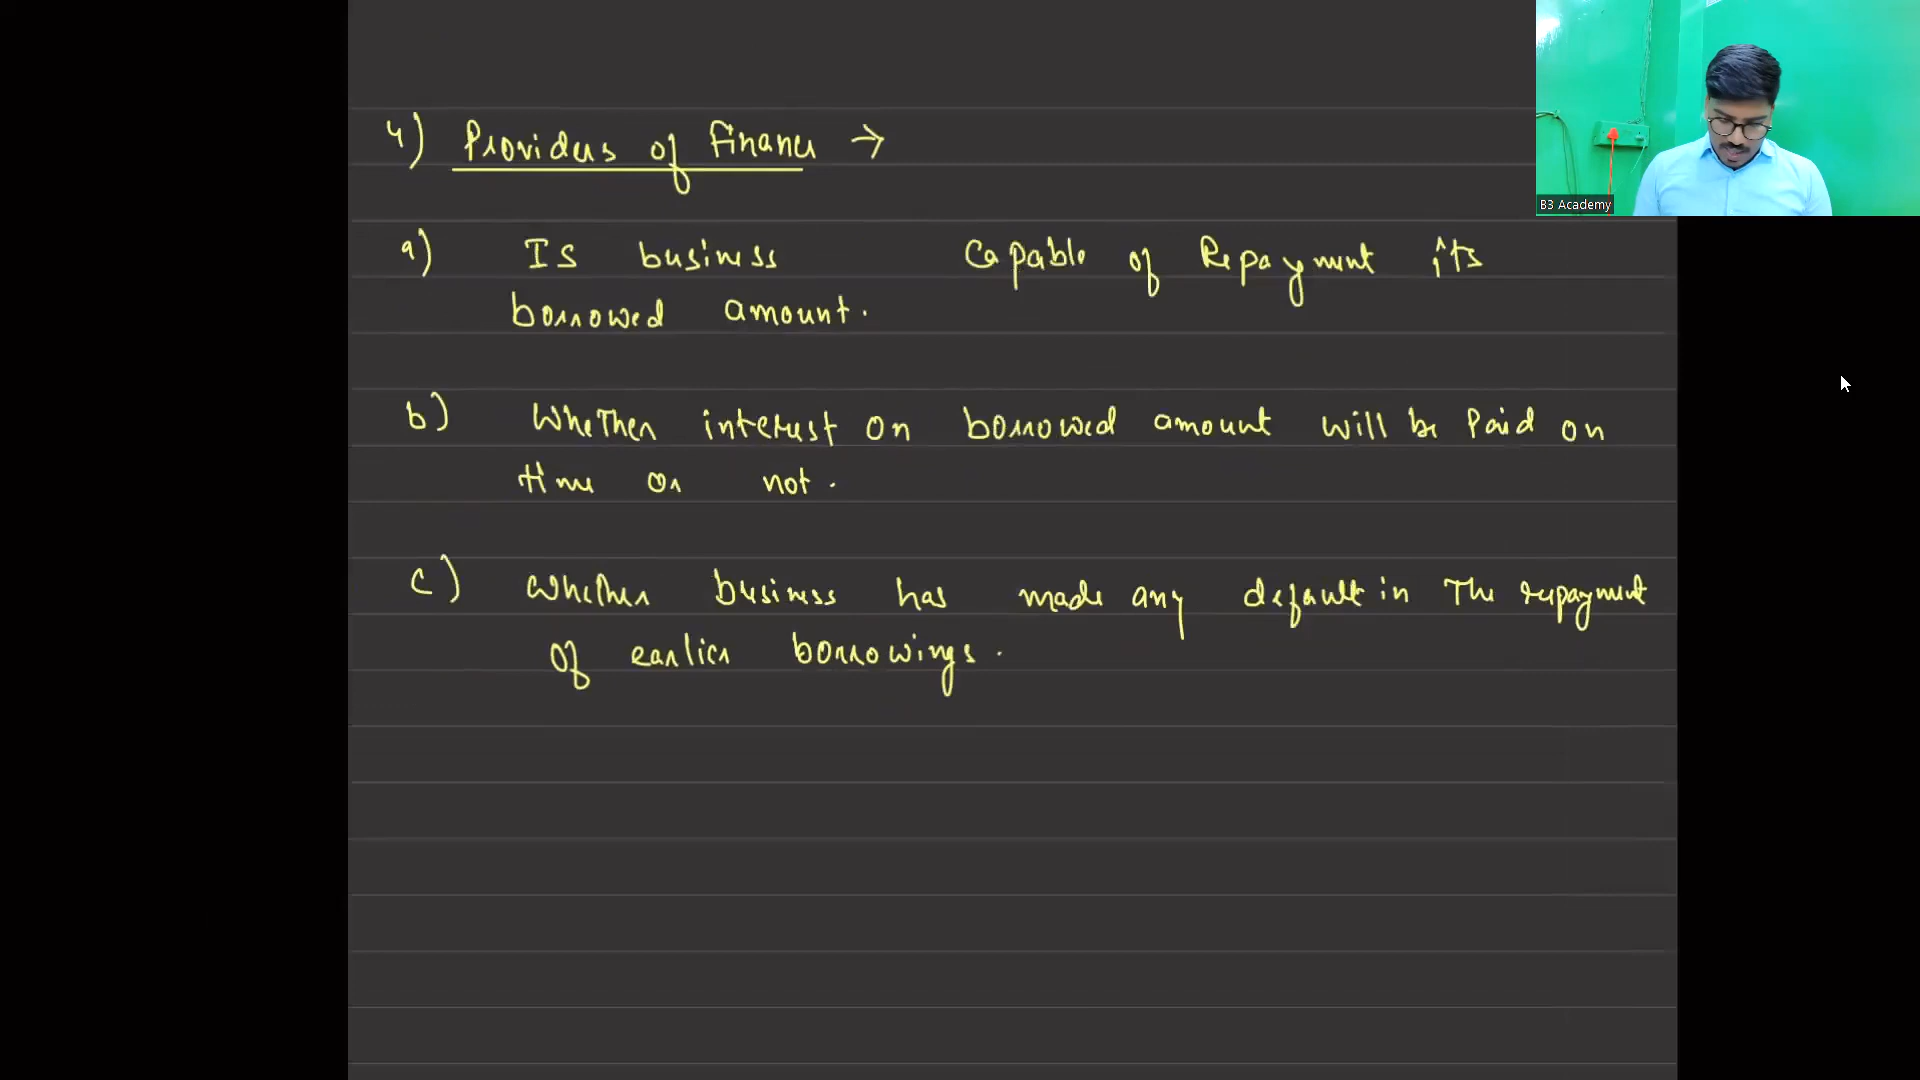 4) Providers of finance →
B3 Academy
a) Is business capable of Repayment its
borrowed amount.
b) Whether interest on borrowed amount will be Paid on
time or not.
c) Whether business has made any default in The repayment
of earlier borrowings.